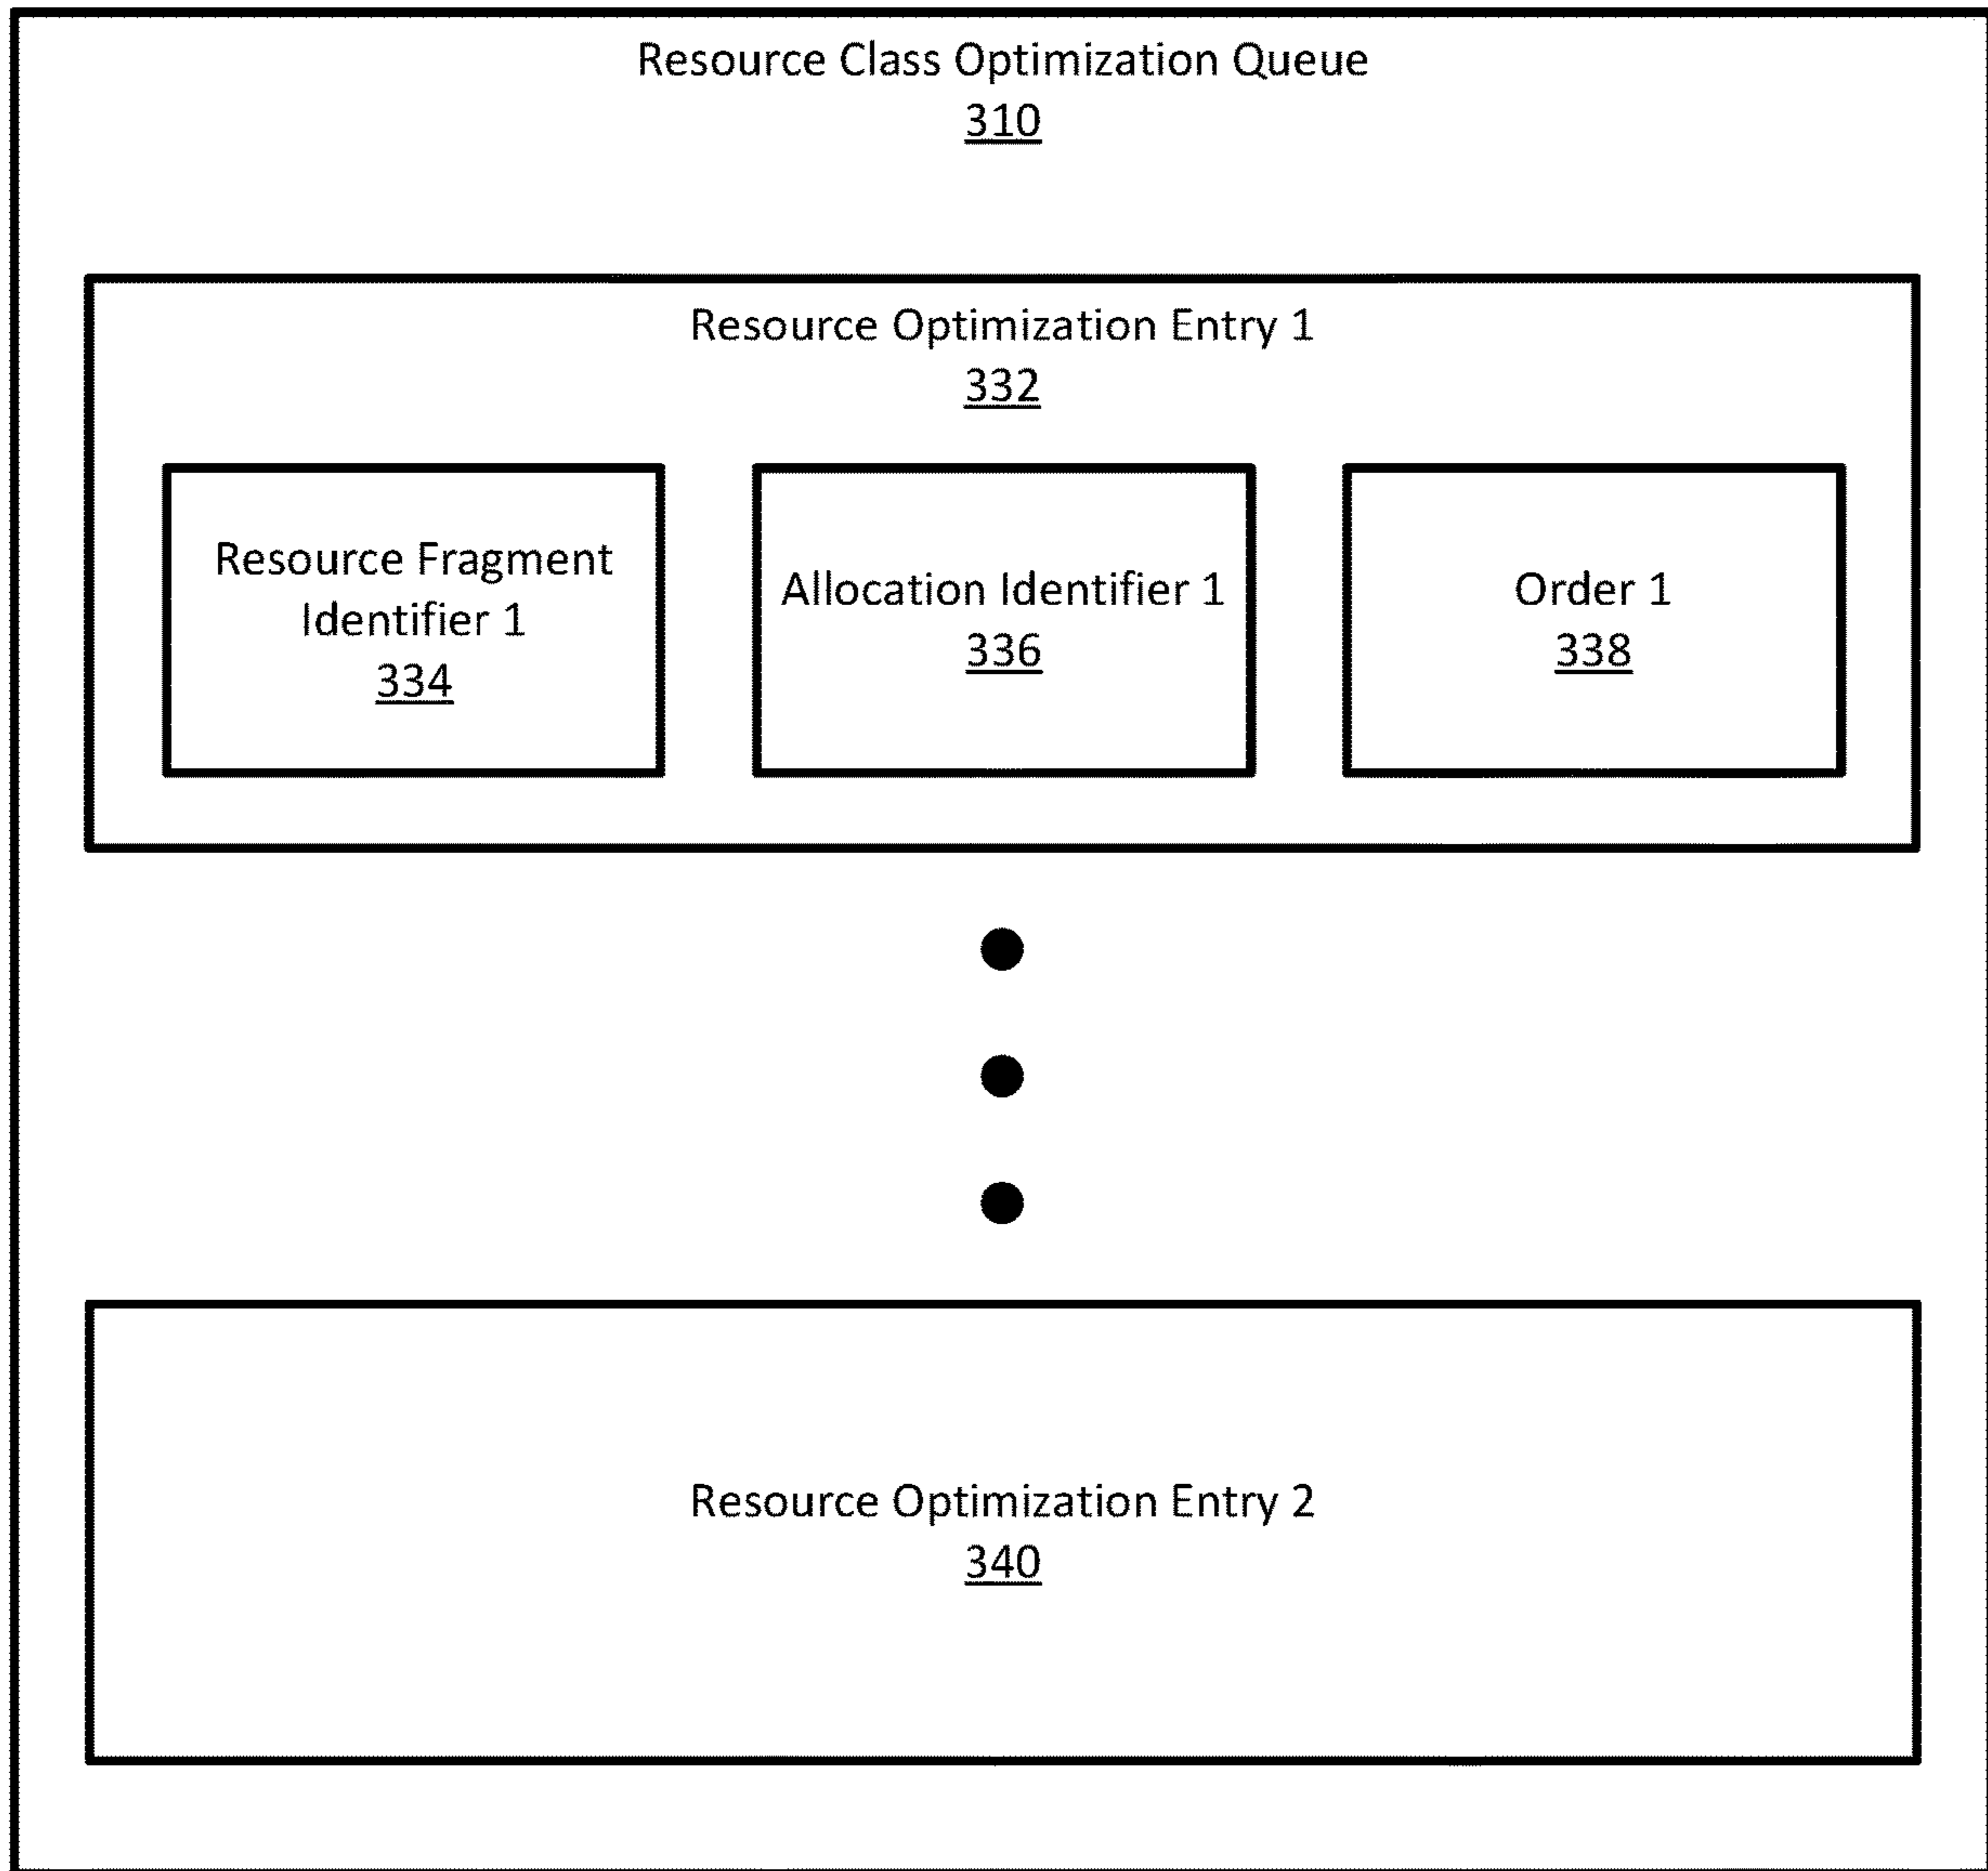 Resource Class Optimization Queue
310
Resource Optimization Entry 1
332
Resource Fragment
Identifier 1
334
Allocation Identifier 1
336
Order 1
338
Resource Optimization Entry 2
340